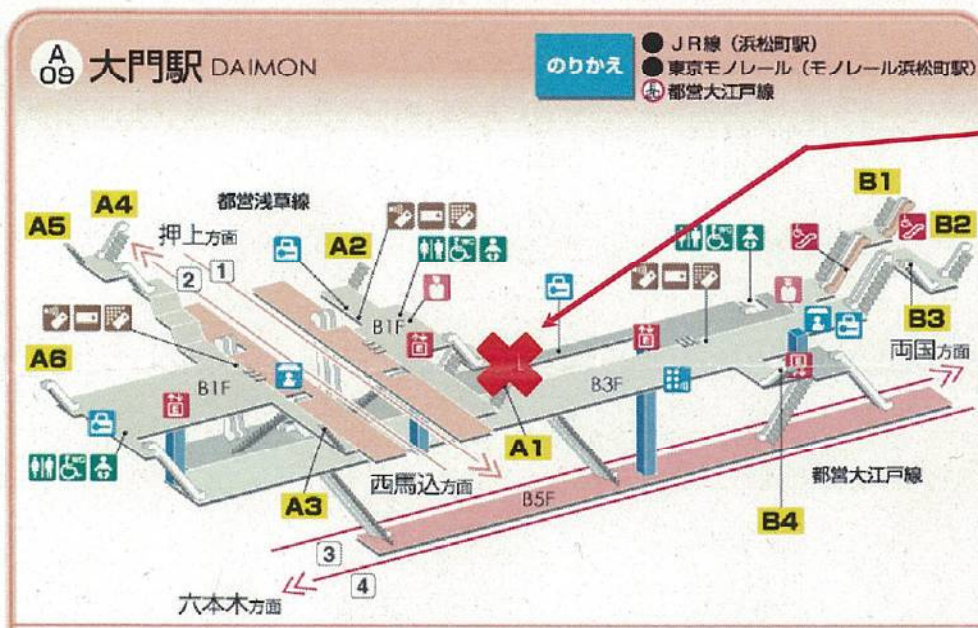 A
09
大門駅 DAIMON
のりかえ
JR線（浜松町駅）
東京モノレール（モノレール浜松町駅）
都営大江戸線
A4
A5
都営浅草線
押上方面
1
2
A2
B1
B2
B1F
B3
両国方面
A6
B1F
B3F
A1
西馬込方面
A3
B5F
都営大江戸線
B4
3
4
六本木方面